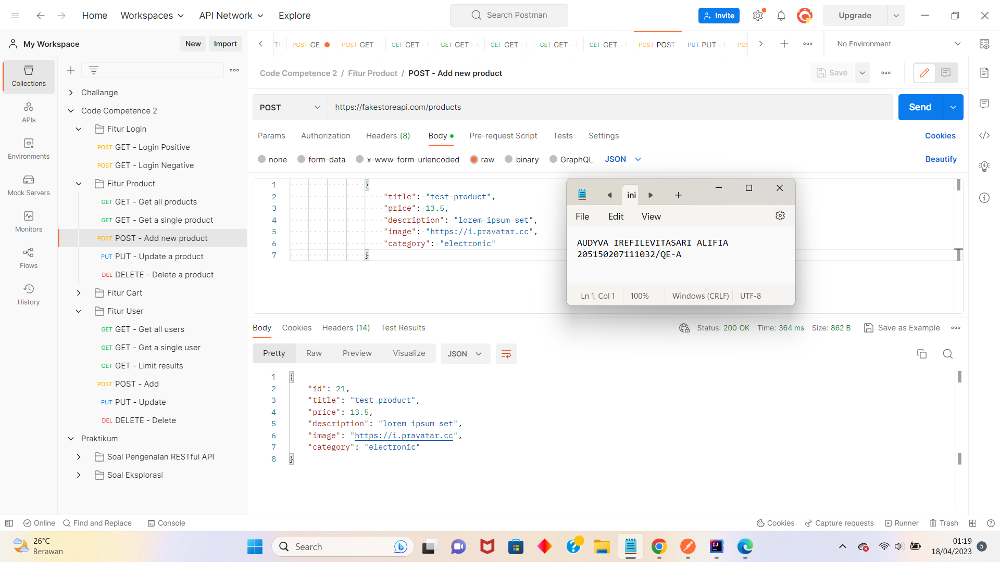 Home
Workspaces
API Network
Explore
Search Postman
Invite
Upgrade
My Workspace
New
Import
POST GE
POST GET -
GET GET -
GET GET -
GET GET -
GET GET -
GET GET -
POST POST
PUT PUT -
No Environment
Collections
APIs
Environments
Mock Servers
Monitors
Flows
History
Challange
Code Competence 2
Fitur Login
POST GET - Login Positive
POST GET - Login Negative
Fitur Product
GET GET - Get all products
GET GET - Get a single product
POST POST - Add new product
PUT PUT - Update a product
DEL DELETE - Delete a product
Fitur Cart
Fitur User
GET GET - Get all users
GET GET - Get a single user
GET GET - Limit results
POST POST - Add
PUT PUT - Update
DEL DELETE - Delete
Praktikum
Soal Pengenalan RESTful API
Soal Eksplorasi
Code Competence 2 / Fitur Product / POST - Add new product
Save
POST
https://fakestoreapi.com/products
Send
Params Authorization Headers (8) Body Pre-request Script Tests Settings
Cookies
none form-data x-www-form-urlencoded raw binary GraphQL JSON
Beautify
1 {
2 "title": "test product",
3 "price": 13.5,
4 "description": "lorem ipsum set",
5 "image": "https://i.pravatar.cc",
6 "category": "electronic"
7 }
ini
File Edit View
AUDYVA IREFILEVITASARI ALIFIA
205150207111032/QE-A
Ln 1, Col 1 100% Windows (CRLF) UTF-8
Body Cookies Headers (14) Test Results
Status: 200 OK Time: 364 ms Size: 862 B
Save as Example
Pretty Raw Preview Visualize JSON
1 {
2 "id": 21,
3 "title": "test product",
4 "price": 13.5,
5 "description": "lorem ipsum set",
6 "image": "https://i.pravatar.cc",
7 "category": "electronic"
8 }
Online Find and Replace Console
Cookies Capture requests Runner Trash
26°C
Berawan
Search
01:19
18/04/2023
5